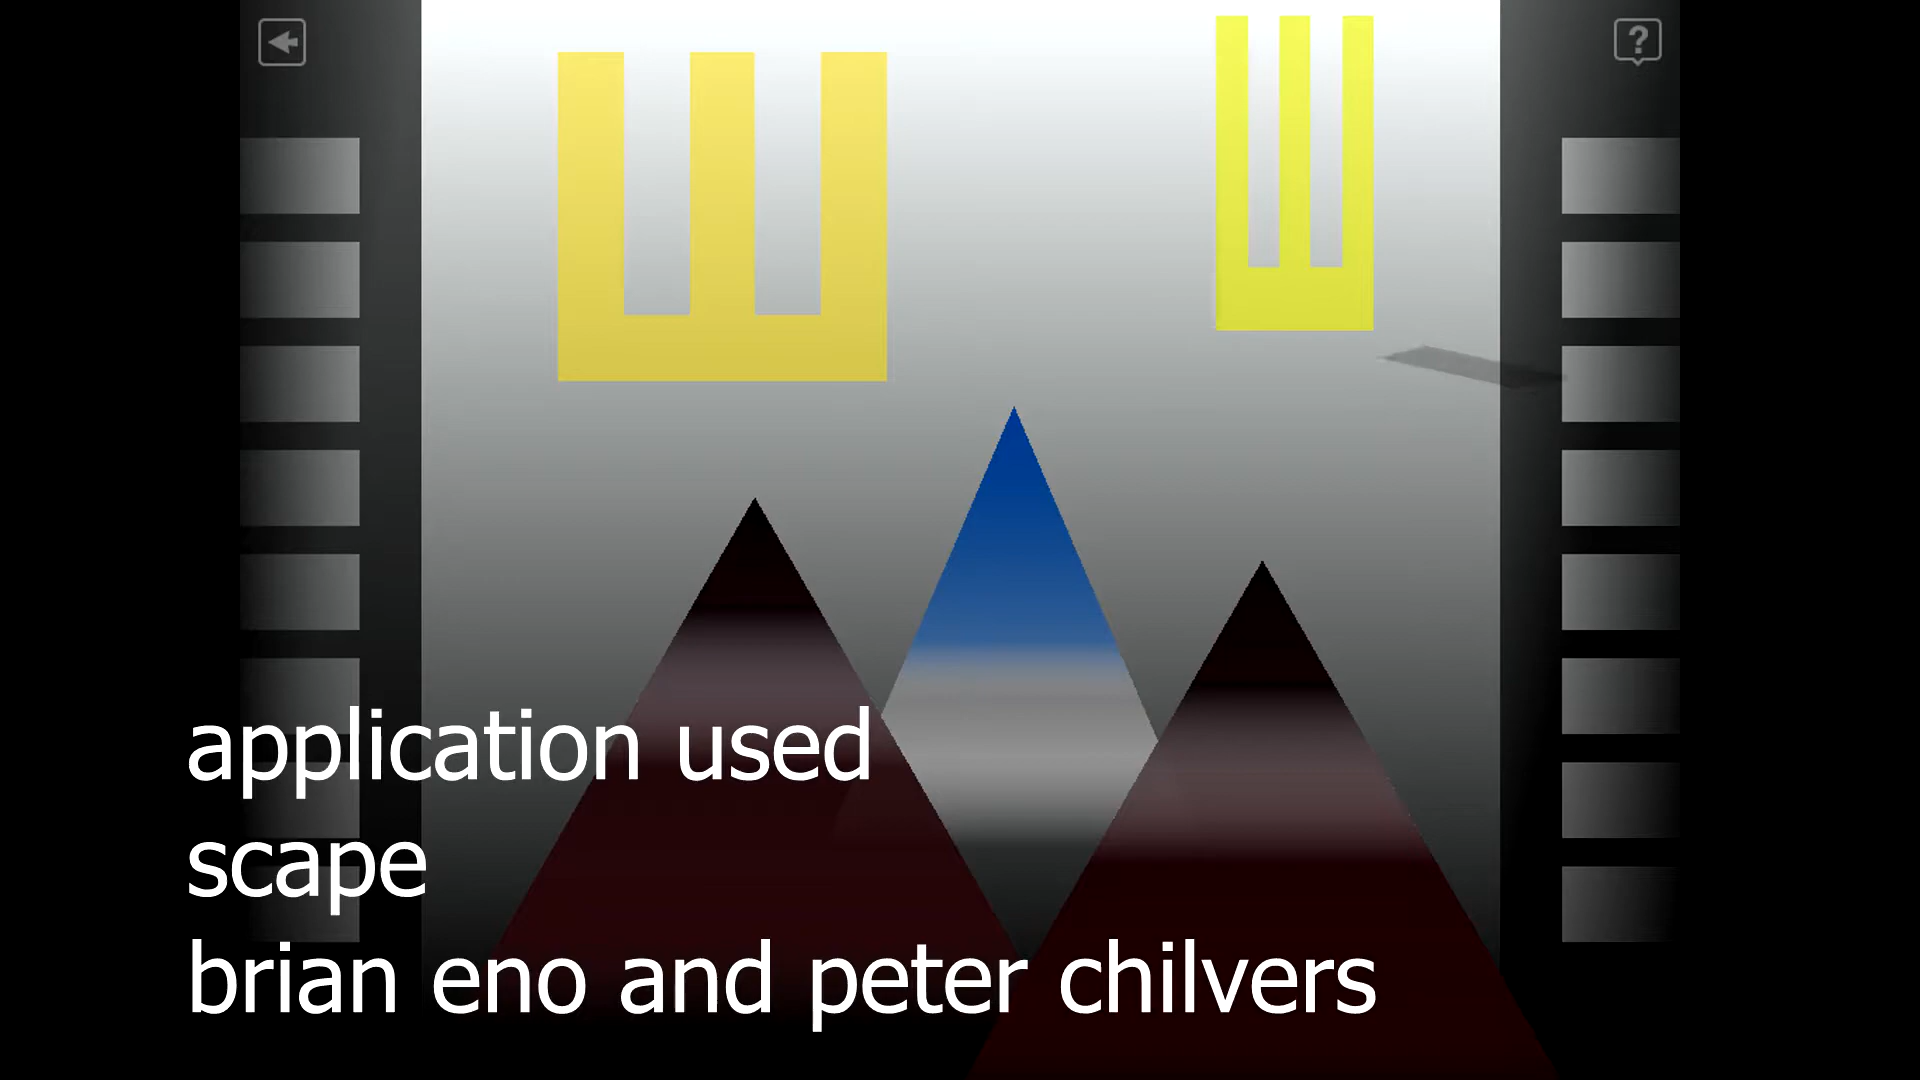 ?
application used
scape
brian eno and peter chilvers